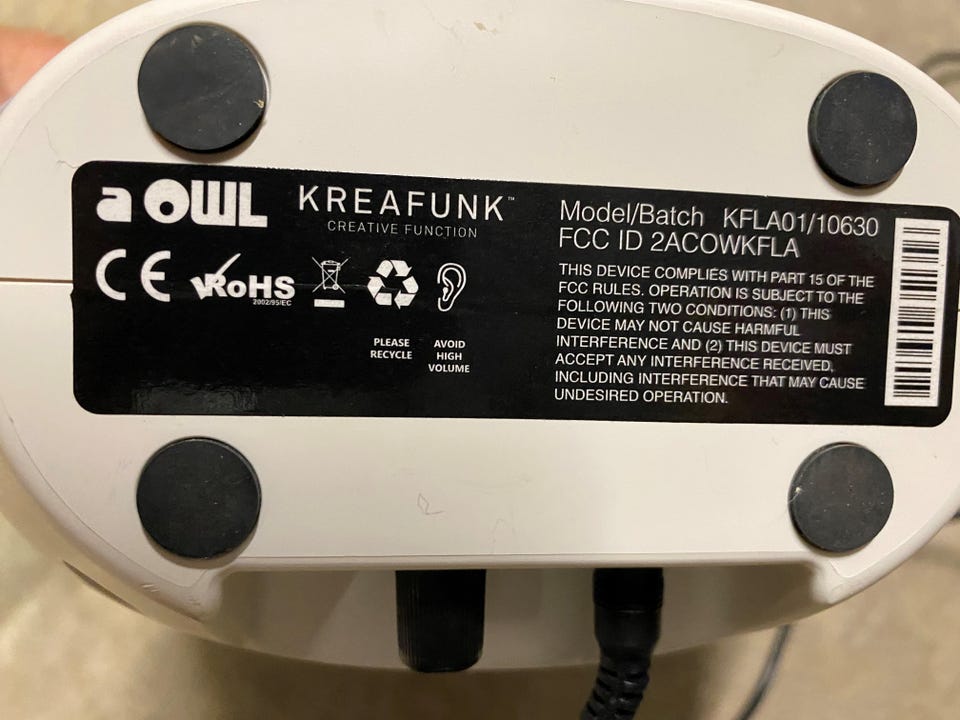 a OWL
KREAFUNK™
CREATIVE FUNCTION
CE
RoHS
2002/95/EC
PLEASE
RECYCLE
AVOID
HIGH
VOLUME
Model/Batch KFLA01/10630
FCC ID 2ACOWKFLA
THIS DEVICE COMPLIES WITH PART 15 OF THE
FCC RULES. OPERATION IS SUBJECT TO THE
FOLLOWING TWO CONDITIONS: (1) THIS
DEVICE MAY NOT CAUSE HARMFUL
INTERFERENCE AND (2) THIS DEVICE MUST
ACCEPT ANY INTERFERENCE RECEIVED,
INCLUDING INTERFERENCE THAT MAY CAUSE
UNDESIRED OPERATION.